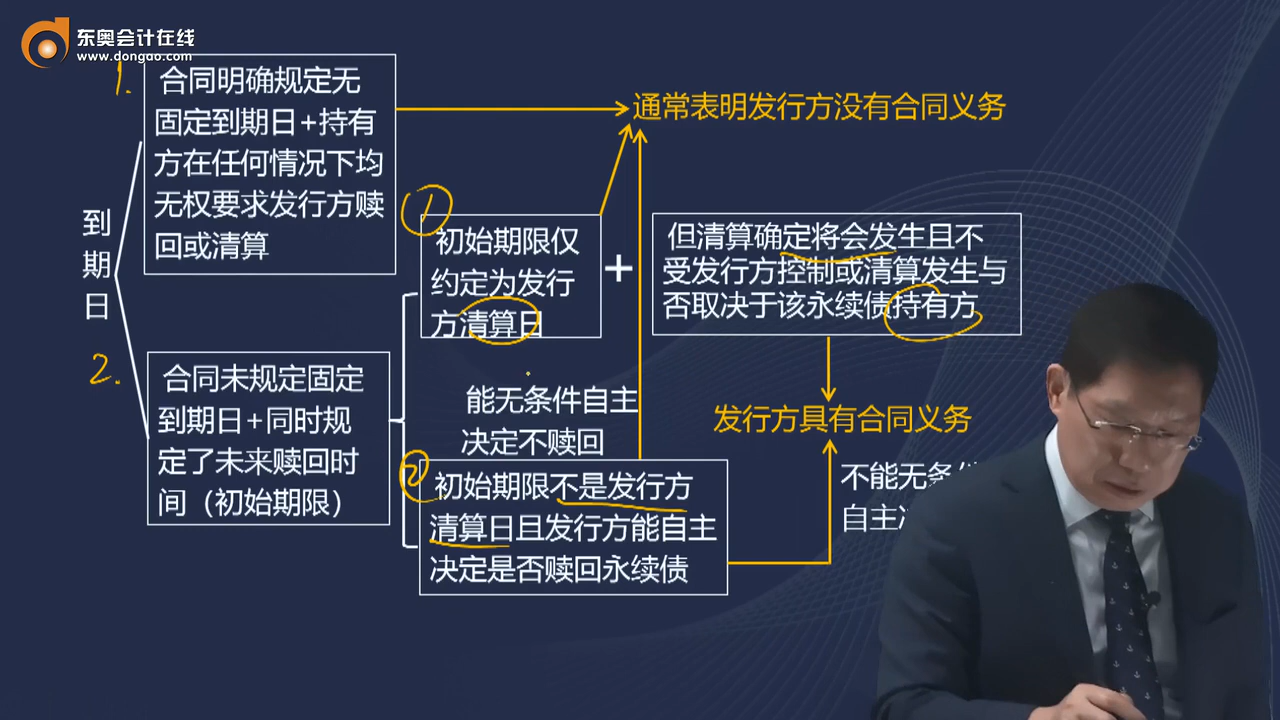 东奥会计在线
www.dongao.com
1.
合同明确规定无
固定到期日+持有
方在任何情况下均
无权要求发行方赎
回或清算
通常表明发行方没有合同义务
到
期
日
①
初始期限仅
约定为发行
方清算日
+
但清算确定将会发生且不
受发行方控制或清算发生与
否取决于该永续债持有方
2.
合同未规定固定
到期日+同时规
定了未来赎回时
间（初始期限）
能无条件自主
决定不赎回
发行方具有合同义务
②
初始期限不是发行方
清算日且发行方能自主
决定是否赎回永续债
不能无条
自主